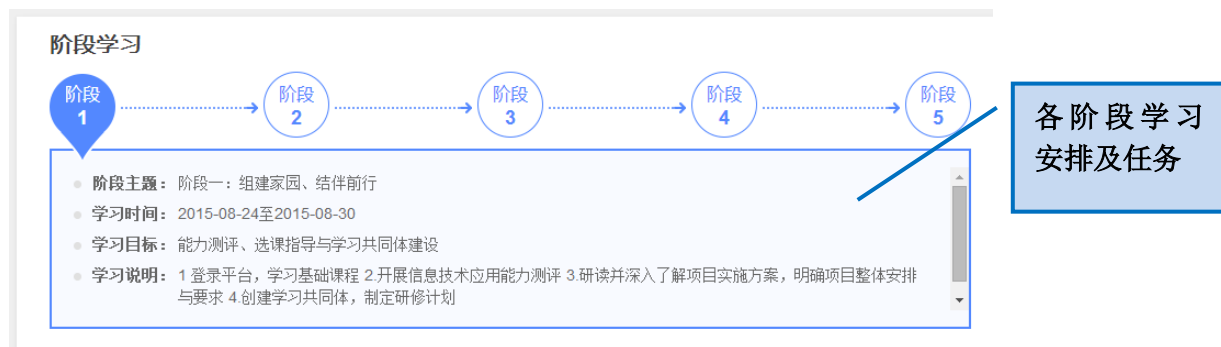 阶段学习
阶段
1
阶段
2
阶段
3
阶段
4
阶段
5
各阶段学习
安排及任务
阶段主题：阶段一：组建家园、结伴前行
学习时间：2015-08-24至2015-08-30
学习目标：能力测评、选课指导与学习共同体建设
学习说明：1 登录平台，学习基础课程 2.开展信息技术应用能力测评 3.研读并深入了解项目实施方案，明确项目整体安排
与要求 4.创建学习共同体，制定研修计划